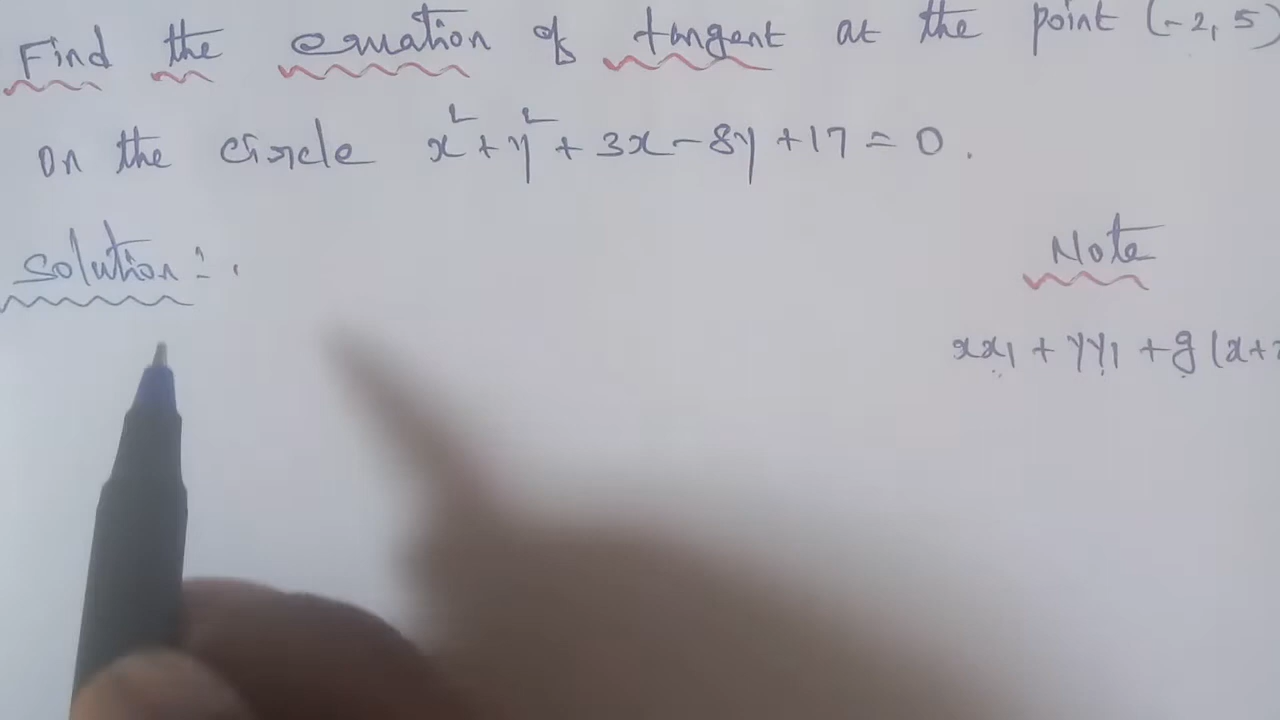 Find the equation of tangent at the point (-2, 5)
on the circle x² + y² + 3x - 8y + 17 = 0.
Solution:-
Note
xx₁ + yy₁ + g(x+